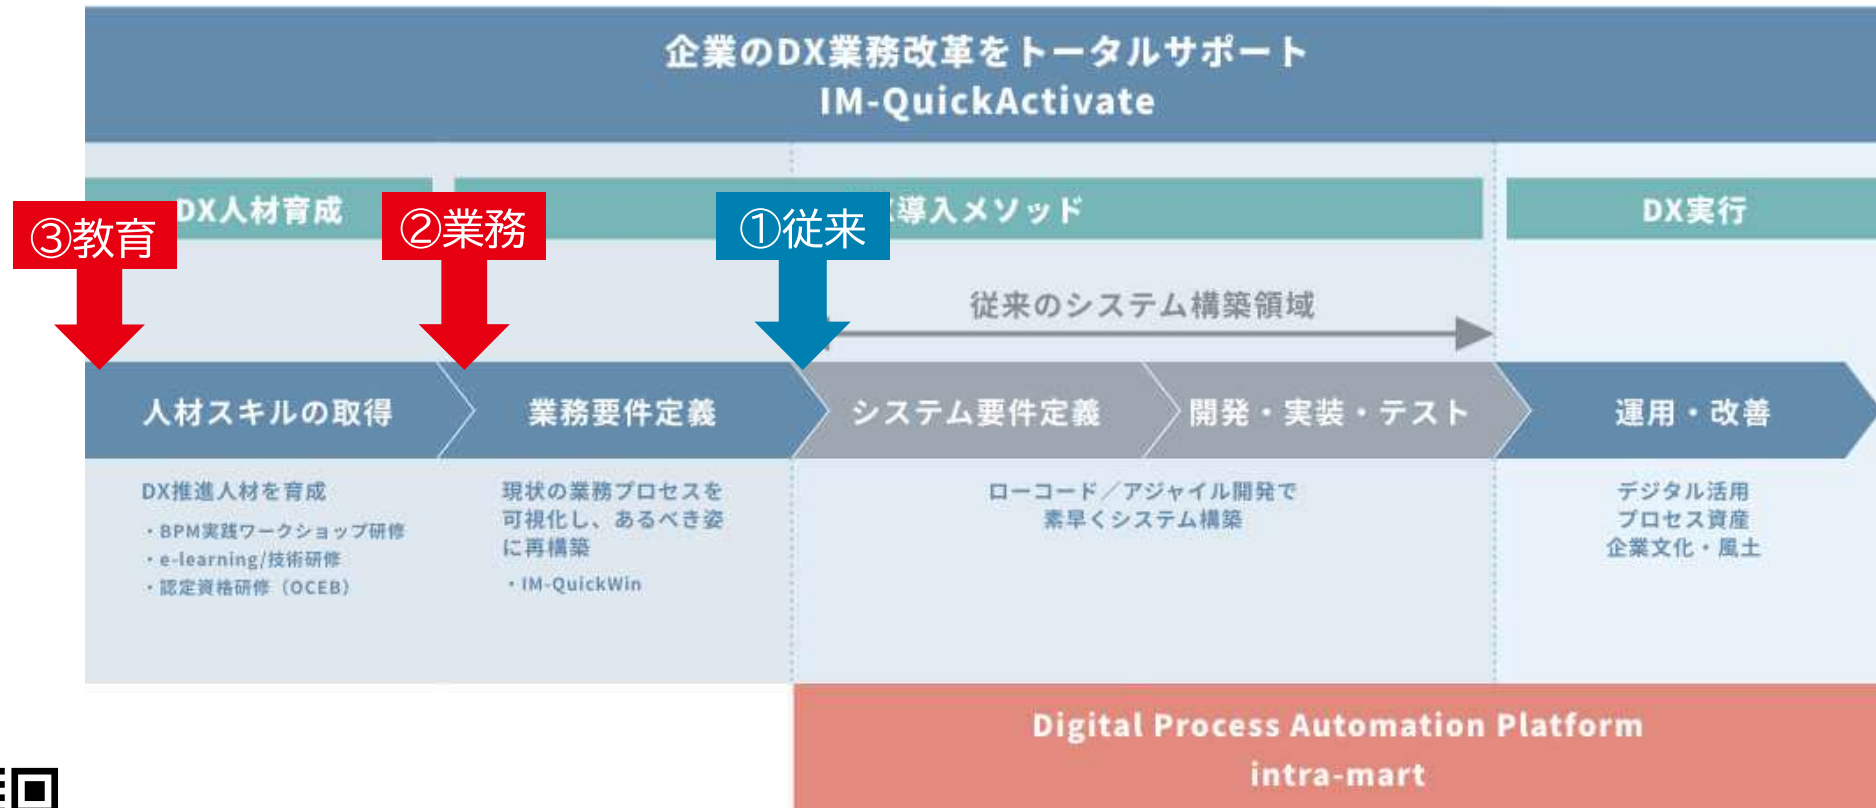 企業のDX業務改革をトータルサポート
IM-QuickActivate
DX人材育成
導入メソッド
DX実行
③教育
②業務
①従来
従来のシステム構築領域
人材スキルの取得
業務要件定義
システム要件定義
開発・実装・テスト
運用・改善
DX推進人材を育成
・BPM実践ワークショップ研修
・e-learning/技術研修
・認定資格研修（OCEB）
現状の業務プロセスを
可視化し、あるべき姿
に再構築
・IM-QuickWin
ローコード／アジャイル開発で
素早くシステム構築
デジタル活用
プロセス資産
企業文化・風土
Digital Process Automation Platform
intra-mart